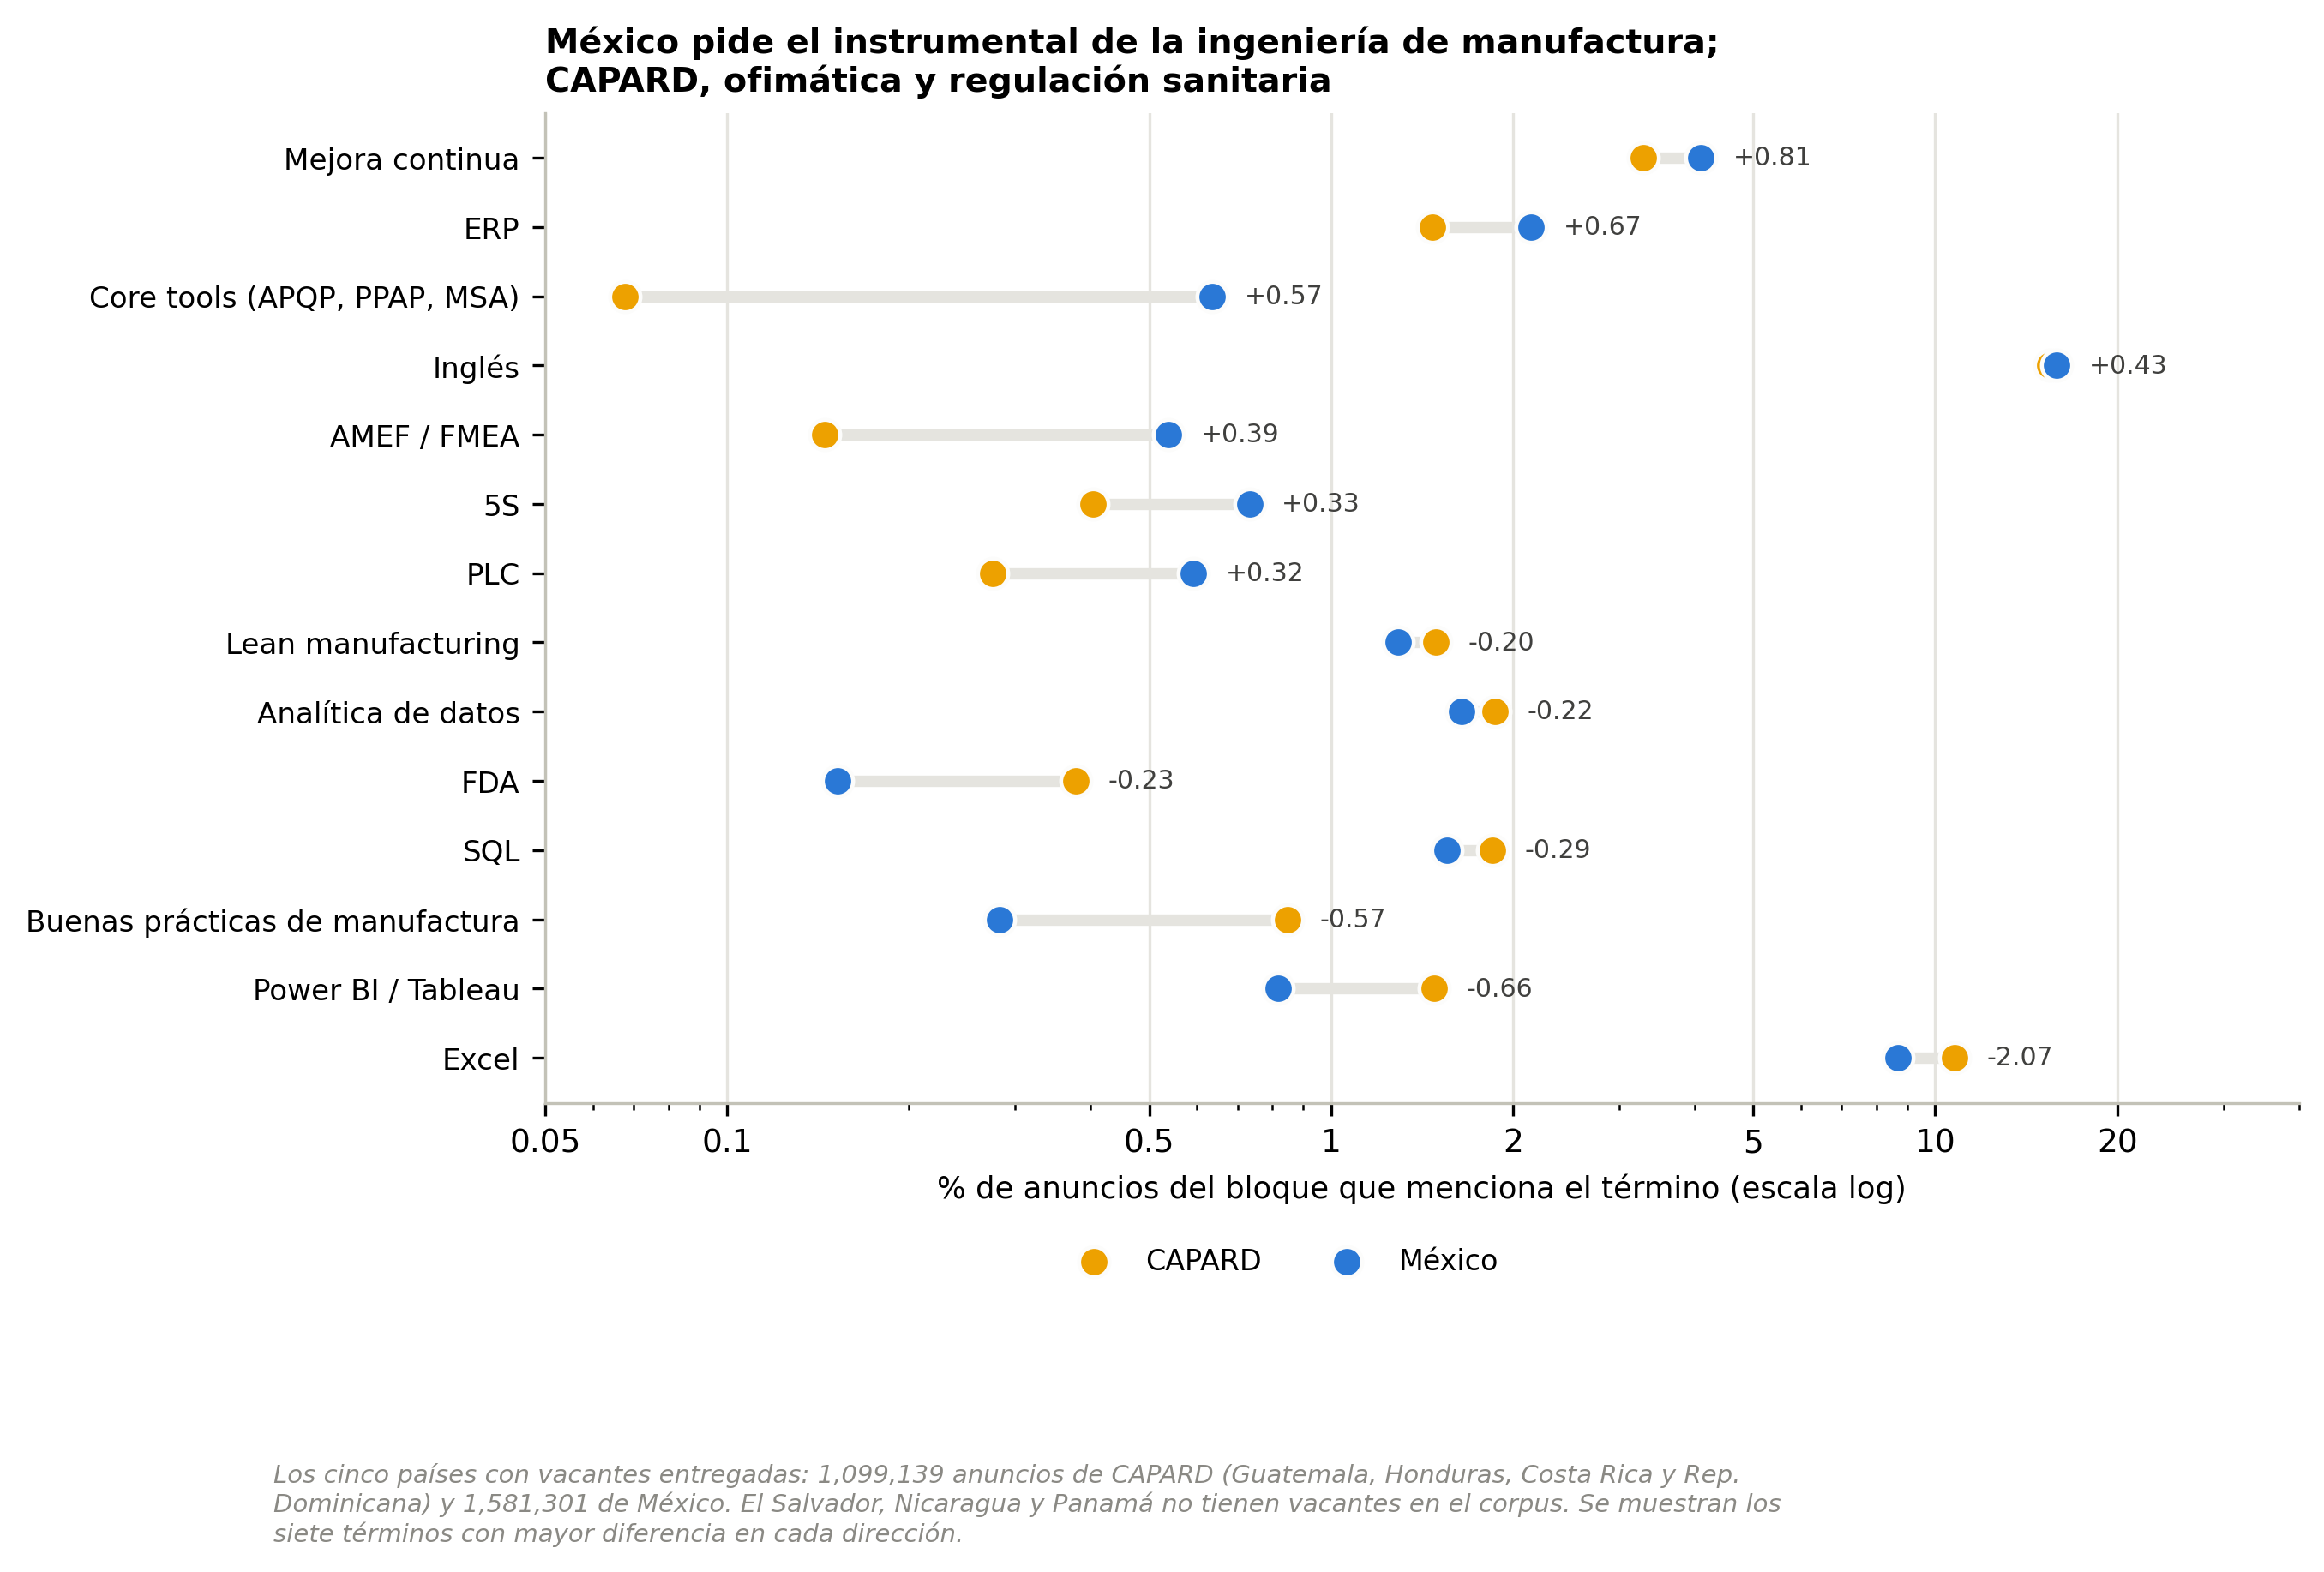 México pide el instrumental de la ingeniería de manufactura;
CAPARD, ofimática y regulación sanitaria
Mejora continua +0.81
ERP +0.67
Core tools (APQP, PPAP, MSA) +0.57
Inglés +0.43
AMEF / FMEA +0.39
5S +0.33
PLC +0.32
Lean manufacturing -0.20
Analítica de datos -0.22
FDA -0.23
SQL -0.29
Buenas prácticas de manufactura -0.57
Power BI / Tableau -0.66
Excel -2.07
0.05 0.1 0.5 1 2 5 10 20
% de anuncios del bloque que menciona el término (escala log)
CAPARD México
Los cinco países con vacantes entregadas: 1,099,139 anuncios de CAPARD (Guatemala, Honduras, Costa Rica y Rep.
Dominicana) y 1,581,301 de México. El Salvador, Nicaragua y Panamá no tienen vacantes en el corpus. Se muestran los
siete términos con mayor diferencia en cada dirección.